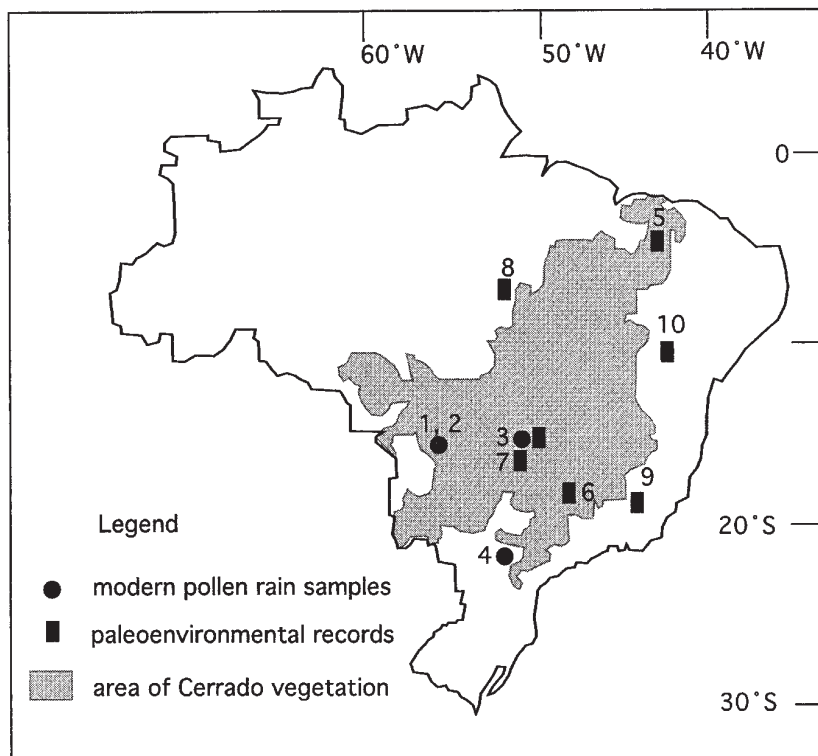 60˚W 50˚W 40˚W
0
5
8
10
1, 2
3
7
9
6
20˚S
4
Legend
modern pollen rain samples
paleoenvironmental records
area of Cerrado vegetation
30˚S